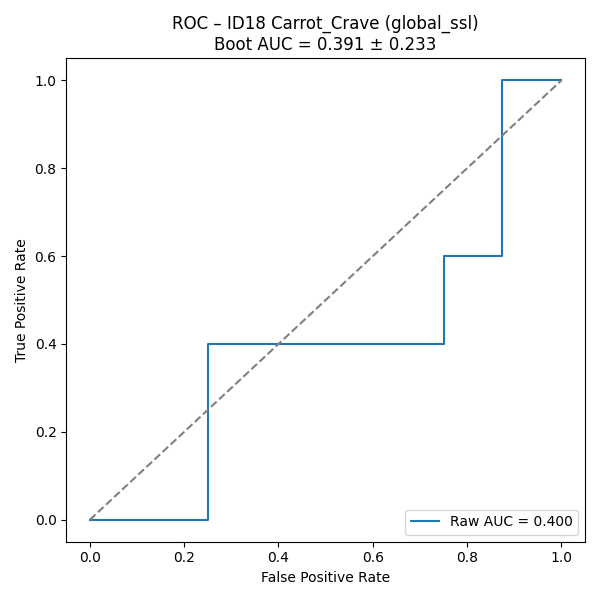 ROC – ID18 Carrot_Crave (global_ssl)
Boot AUC = 0.391 ± 0.233
True Positive Rate
1.0
0.8
0.6
0.4
0.2
0.0
Raw AUC = 0.400
0.0 0.2 0.4 0.6 0.8 1.0
False Positive Rate